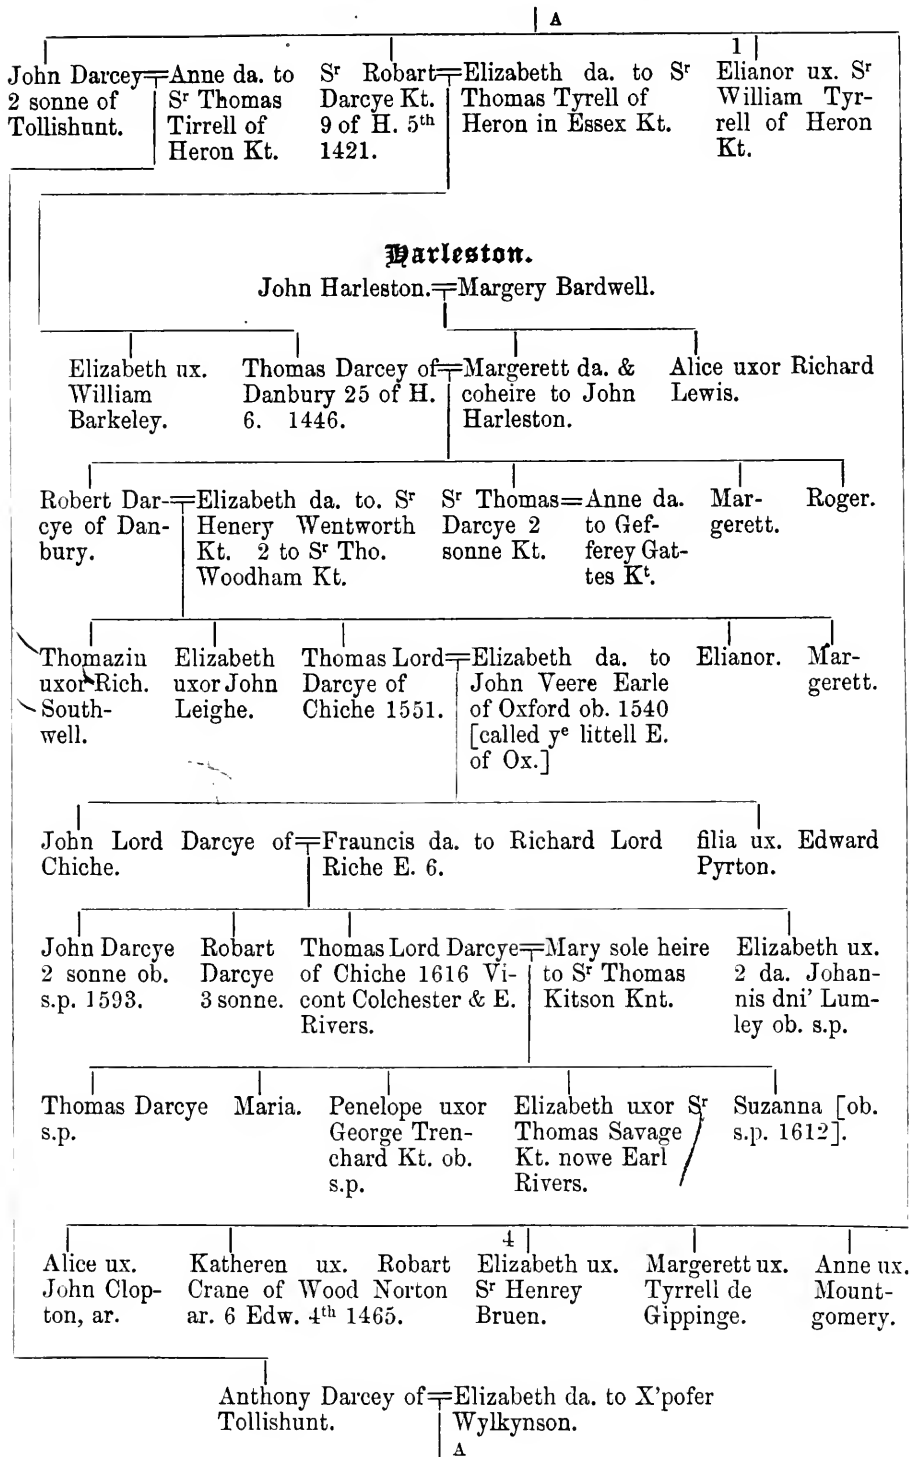 A
John Darcey
2 sonne of
Tollishunt.
Anne da. to
Sʳ Thomas
Tirrell of
Heron Kt.
Sʳ Robart
Darcye Kt.
9 of H. 5ᵗʰ
1421.
Elizabeth da. to Sʳ
Thomas Tyrell of
Heron in Essex Kt.
1
Elianor ux. Sʳ
William Tyr-
rell of Heron
Kt.
Harleston.
John Harleston.
Margery Bardwell.
Elizabeth ux.
William
Barkeley.
Thomas Darcey of
Danbury 25 of H.
6. 1446.
Margerett da. &
coheire to John
Harleston.
Alice uxor Richard
Lewis.
Robert Dar-
cye of Dan-
bury.
Elizabeth da. to. Sʳ
Henery Wentworth
Kt. 2 to Sʳ Tho.
Woodham Kt.
Sʳ Thomas
Darcye 2
sonne Kt.
Anne da.
to Gef-
ferey Gat-
tes Kᵗ.
Mar-
gerett.
Roger.
Thomazin
uxor Rich.
South-
well.
Elizabeth
uxor John
Leighe.
Thomas Lord
Darcye of
Chiche 1551.
Elizabeth da. to
John Veere Earle
of Oxford ob. 1540
[called yᵉ littell E.
of Ox.]
Elianor.
Mar-
gerett.
John Lord Darcye of
Chiche.
Frauncis da. to Richard Lord
Riche E. 6.
filia ux. Edward
Pyrton.
John Darcye
2 sonne ob.
s.p. 1593.
Robart
Darcye
3 sonne.
Thomas Lord Darcye
of Chiche 1616 Vi-
cont Colchester & E.
Rivers.
Mary sole heire
to Sʳ Thomas
Kitson Knt.
Elizabeth ux.
2 da. Johan-
nis dni' Lum-
ley ob. s.p.
Thomas Darcye
s.p.
Maria.
Penelope uxor
George Tren-
chard Kt. ob.
s.p.
Elizabeth uxor Sʳ
Thomas Savage
Kt. nowe Earl
Rivers.
Suzanna [ob.
s.p. 1612].
Alice ux.
John Clop-
ton, ar.
Katheren ux. Robart
Crane of Wood Norton
ar. 6 Edw. 4ᵗʰ 1465.
4
Elizabeth ux.
Sʳ Henrey
Bruen.
Margerett ux.
Tyrrell de
Gippinge.
Anne ux.
Mount-
gomery.
Anthony Darcey of
Tollishunt.
Elizabeth da. to X'pofer
Wylkynson.
A